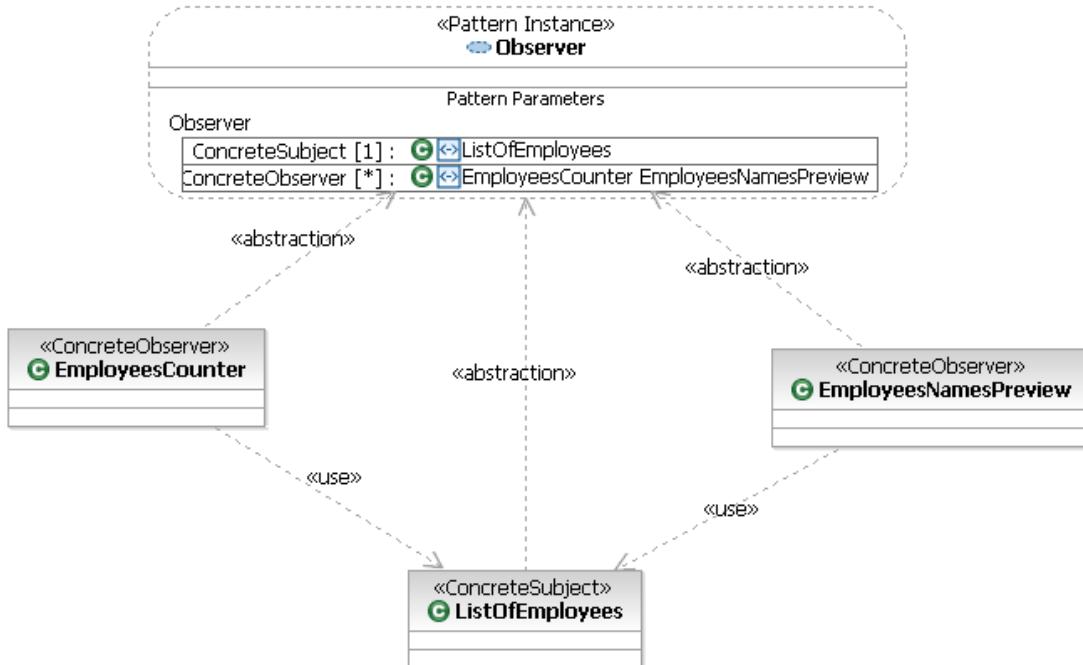 «Pattern Instance»
Observer
Pattern Parameters
Observer
ConcreteSubject [1] : C ListOfEmployees
ConcreteObserver [*] : C EmployeesCounter EmployeesNamesPreview
«abstraction»
«abstraction»
«ConcreteObserver»
C EmployeesCounter
«abstraction»
«ConcreteObserver»
C EmployeesNamesPreview
«use»
«use»
«ConcreteSubject»
C ListOfEmployees